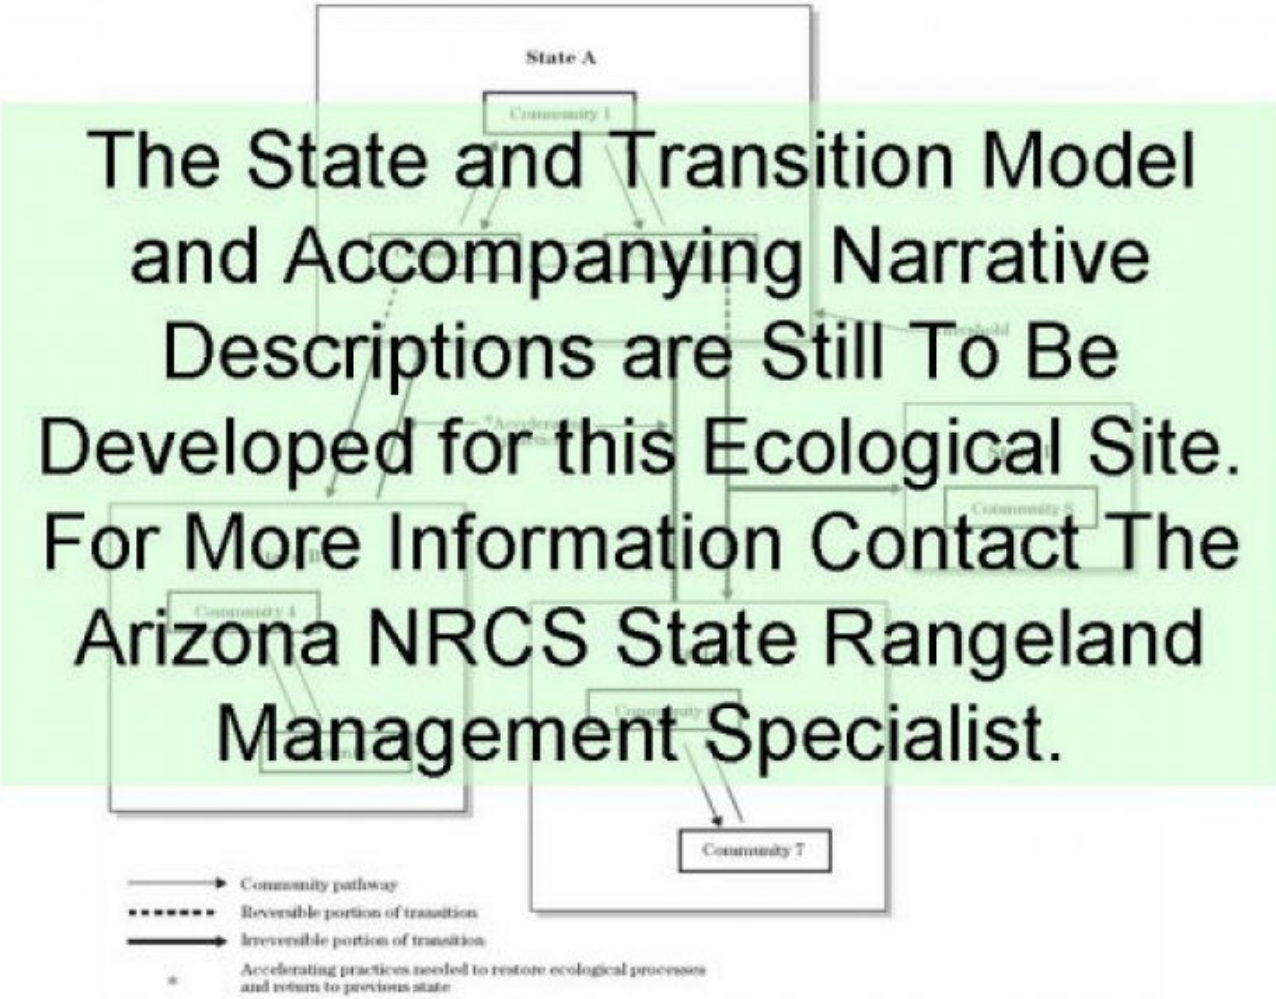 State A
Community 1
The State and Transition Model
and Accompanying Narrative
Descriptions are Still To Be
Developed for this Ecological Site.
For More Information Contact The
Arizona NRCS State Rangeland
Management Specialist.
Community 8
Community 4
Community
Community 7
Community pathway
Reversible portion of transition
Irreversible portion of transition
* Accelerating practices needed to restore ecological processes
and return to previous state